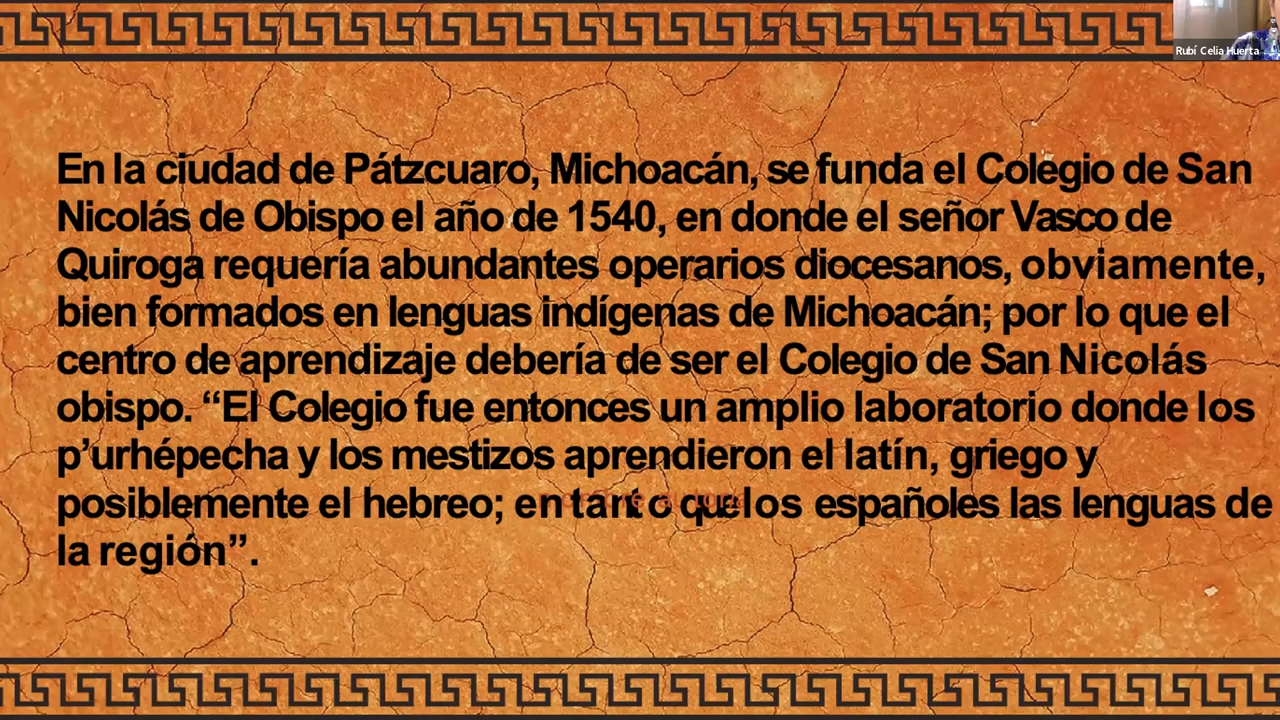 Rubí Celia Huerta ...
En la ciudad de Pátzcuaro, Michoacán, se funda el Colegio de San
Nicolás de Obispo el año de 1540, en donde el señor Vasco de
Quiroga requería abundantes operarios diocesanos, obviamente,
bien formados en lenguas indígenas de Michoacán; por lo que el
centro de aprendizaje debería de ser el Colegio de San Nicolás
obispo. “El Colegio fue entonces un amplio laboratorio donde los
p’urhépecha y los mestizos aprendieron el latín, griego y
posiblemente el hebreo; en tanto que los españoles las lenguas de
la región”.